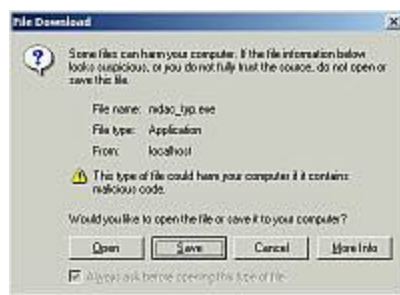 File Download
Some files can harm your computer. If the file information below
looks suspicious, or you do not fully trust the source, do not open or
save this file.
File name: mdac_typ.exe
File type: Application
From: localhost
This type of file could harm your computer if it contains
malicious code.
Would you like to open the file or save it to your computer?
Open Save Cancel More Info
Always ask before opening this type of file